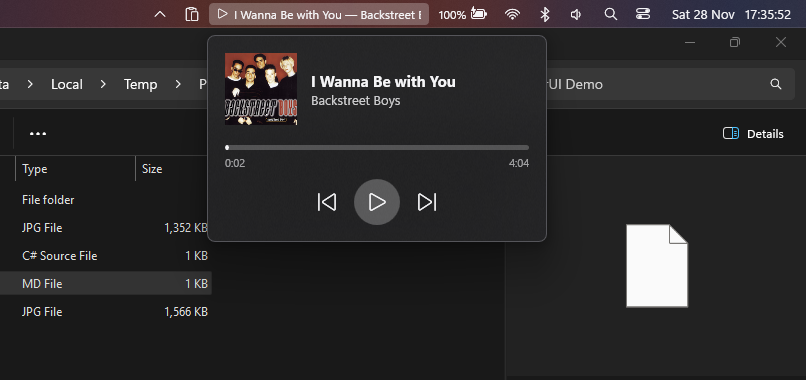 I Wanna Be with You — Backstreet
100%
Sat 28 Nov 17:35:52
ta > Local > Temp > P
UI Demo
I Wanna Be with You
Backstreet Boys
BACKSTREET BOYS
0:02
4:04
Details
Type Size
File folder
JPG File 1,352 KB
C# Source File 1 KB
MD File 1 KB
JPG File 1,566 KB